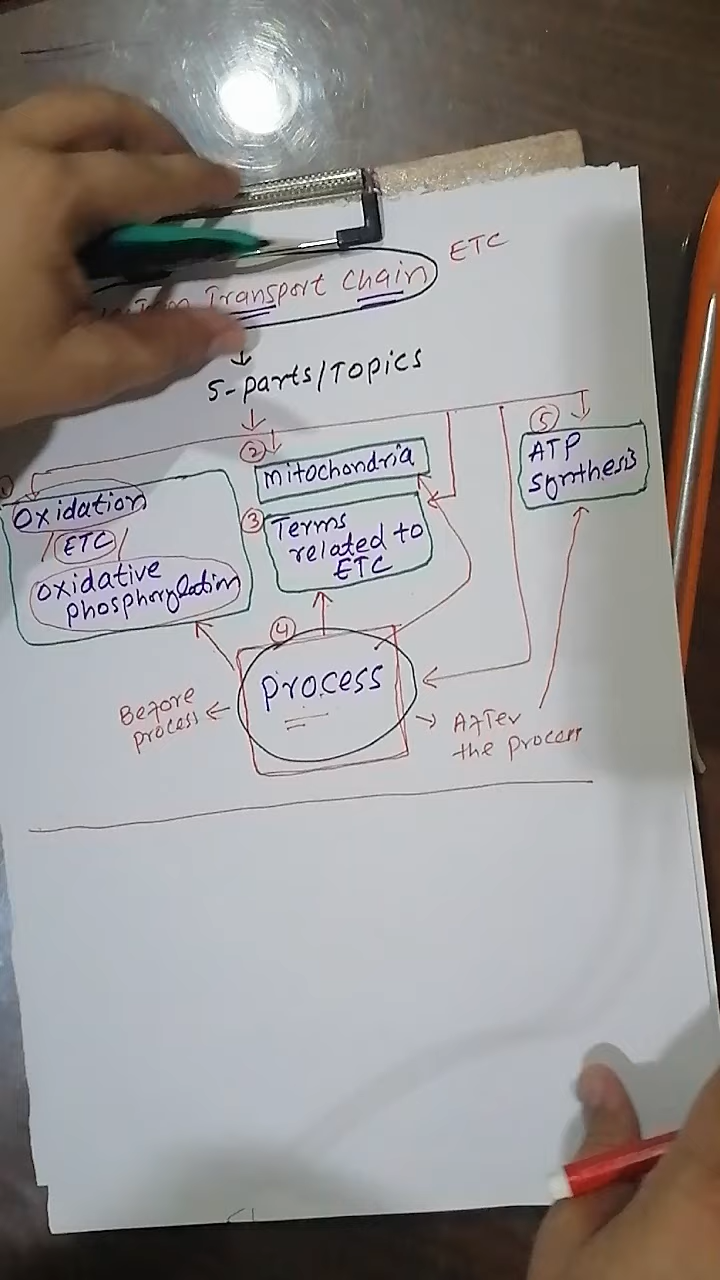 ETC
Transport Chain
5-parts/Topics
①
Oxidation
/ETC/
Oxidative
phosphorylation
②
Mitochondria
③
Terms
related to
ETC
⑤
ATP
Synthesis
④
Process
Before
process
After
the process